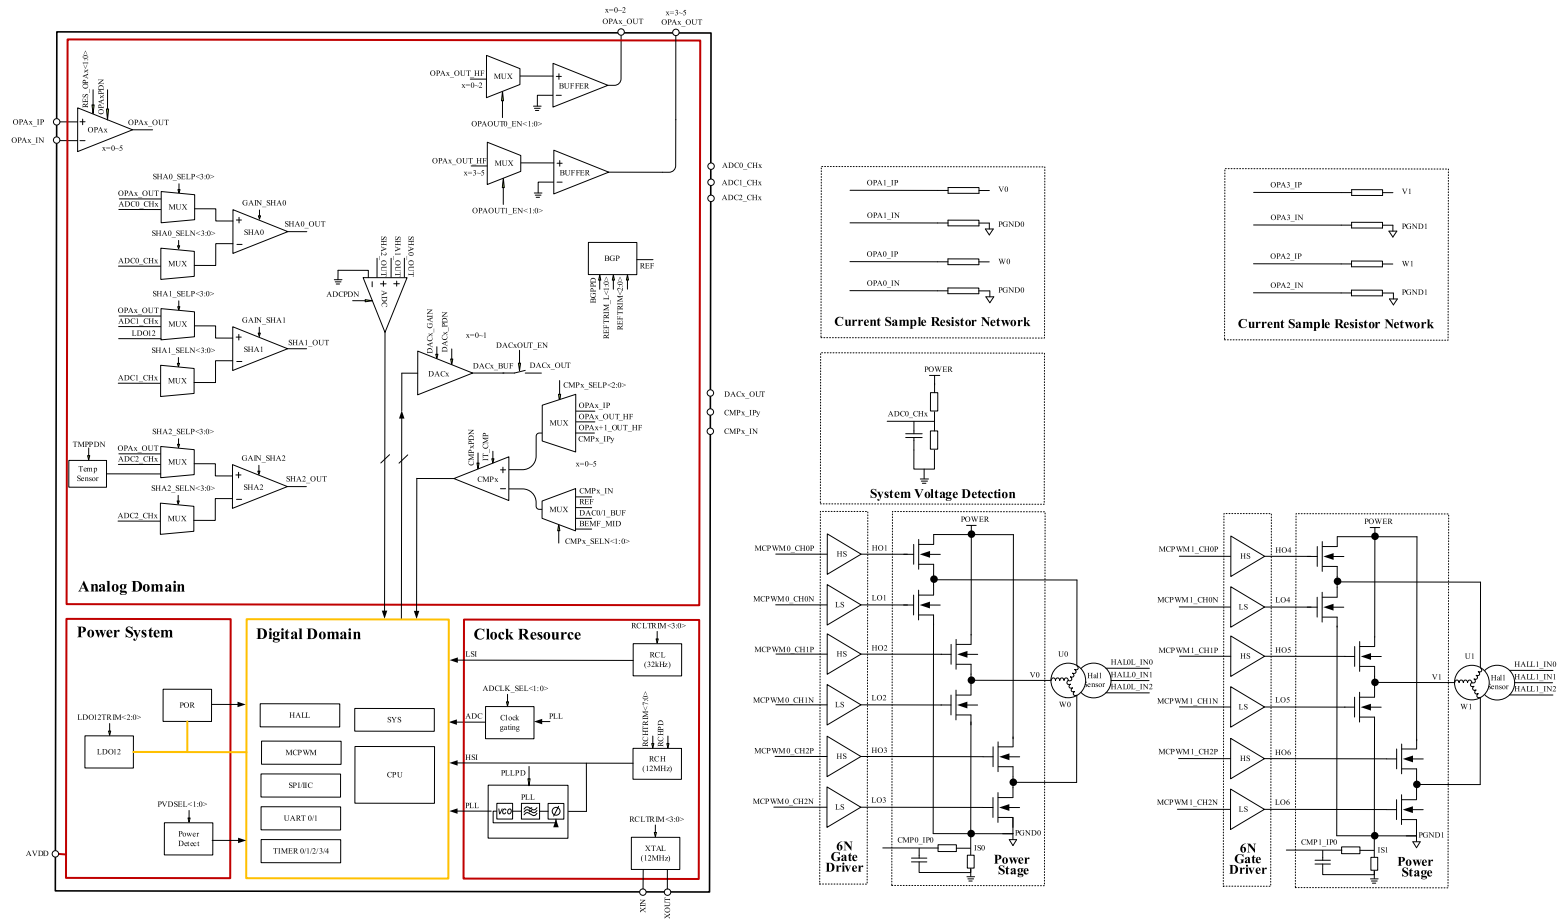 x=0~2
OPAx_OUT
x=3~5
OPAx_OUT
RES_OPAx<1:0>
OPAxPDN
OPAx_IP
OPAx_IN
OPAx
OPAx_OUT
x=0~5
OPAx_OUT_HF
x=0~2
MUX
BUFFER
OPAOUT0_EN<1:0>
OPAx_OUT_HF
x=3~5
MUX
BUFFER
OPAOUT1_EN<1:0>
ADC0_CHx
ADC1_CHx
ADC2_CHx
SHA0_SELP<3:0>
OPAx_OUT
ADC0_CHx
MUX
GAIN_SHA0
SHA0
SHA0_OUT
SHA0_SELN<3:0>
ADC0_CHx
MUX
SHA1_SELP<3:0>
OPAx_OUT
ADC1_CHx
LDO12
MUX
GAIN_SHA1
SHA1
SHA1_OUT
SHA1_SELN<3:0>
ADC1_CHx
MUX
SHA2_SELP<3:0>
TMPPDN
OPAx_OUT
ADC2_CHx
MUX
Temp
Sensor
GAIN_SHA2
SHA2
SHA2_OUT
SHA2_SELN<3:0>
ADC2_CHx
MUX
SHA2_OUT
SHA1_OUT
SHA0_OUT
ADCPDN
ADC
BGP
REF
BGPPD
REFTRIM_L<1:0>
REFTRIM<2:0>
DACx_GAIN
DACx_PDN
x=0~1
DACx
DACx_BUF
DACxOUT_EN
DACx_OUT
CMPx_SELP<2:0>
MUX
OPAx_IP
OPAx_OUT_HF
OPAx+1_OUT_HF
CMPx_IPy
x=0~5
CMPxPDN
IT_CMP
CMPx
MUX
CMPx_IN
REF
DAC0/1_BUF
BEMF_MID
CMPx_SELN<1:0>
DACx_OUT
CMPx_IPy
CMPx_IN
Analog Domain
Power System
POR
LDO12TRIM<2:0>
LDO12
PVDSEL<1:0>
Power
Detect
AVDD
Digital Domain
HALL
MCPWM
SPI/IIC
UART 0/1
TIMER 0/1/2/3/4
SYS
CPU
Clock Resource
RCLTRIM<3:0>
LSI
RCL
(32kHz)
ADCLK_SEL<1:0>
ADC
Clock
gating
PLL
RCHTRIM<7:0>
RCHPD
HSI
RCH
(12MHz)
PLLPD
PLL
PLL
VCO
RCLTRIM<3:0>
XTAL
(12MHz)
XIN
XOUT
OPA1_IP
V0
OPA1_IN
PGND0
OPA0_IP
W0
OPA0_IN
PGND0
Current Sample Resistor Network
OPA3_IP
V1
OPA3_IN
PGND1
OPA2_IP
W1
OPA2_IN
PGND1
Current Sample Resistor Network
POWER
ADC0_CHx
System Voltage Detection
MCPWM0_CH0P
HS
HO1
POWER
MCPWM0_CH0N
LS
LO1
MCPWM0_CH1P
HS
HO2
MCPWM0_CH1N
LS
LO2
MCPWM0_CH2P
HS
HO3
MCPWM0_CH2N
LS
LO3
V0
U0
W0
Hall
sensor
HAL0L_IN0
HALL0_IN1
HAL0L_IN2
PGND0
CMP0_IP0
IS0
6N
Gate
Driver
Power
Stage
MCPWM1_CH0P
HS
HO4
POWER
MCPWM1_CH0N
LS
LO4
MCPWM1_CH1P
HS
HO5
MCPWM1_CH1N
LS
LO5
MCPWM1_CH2P
HS
HO6
MCPWM1_CH2N
LS
LO6
V1
U1
W1
Hall
sensor
HALL1_IN0
HALL1_IN1
HALL1_IN2
PGND1
CMP1_IP0
IS1
6N
Gate
Driver
Power
Stage